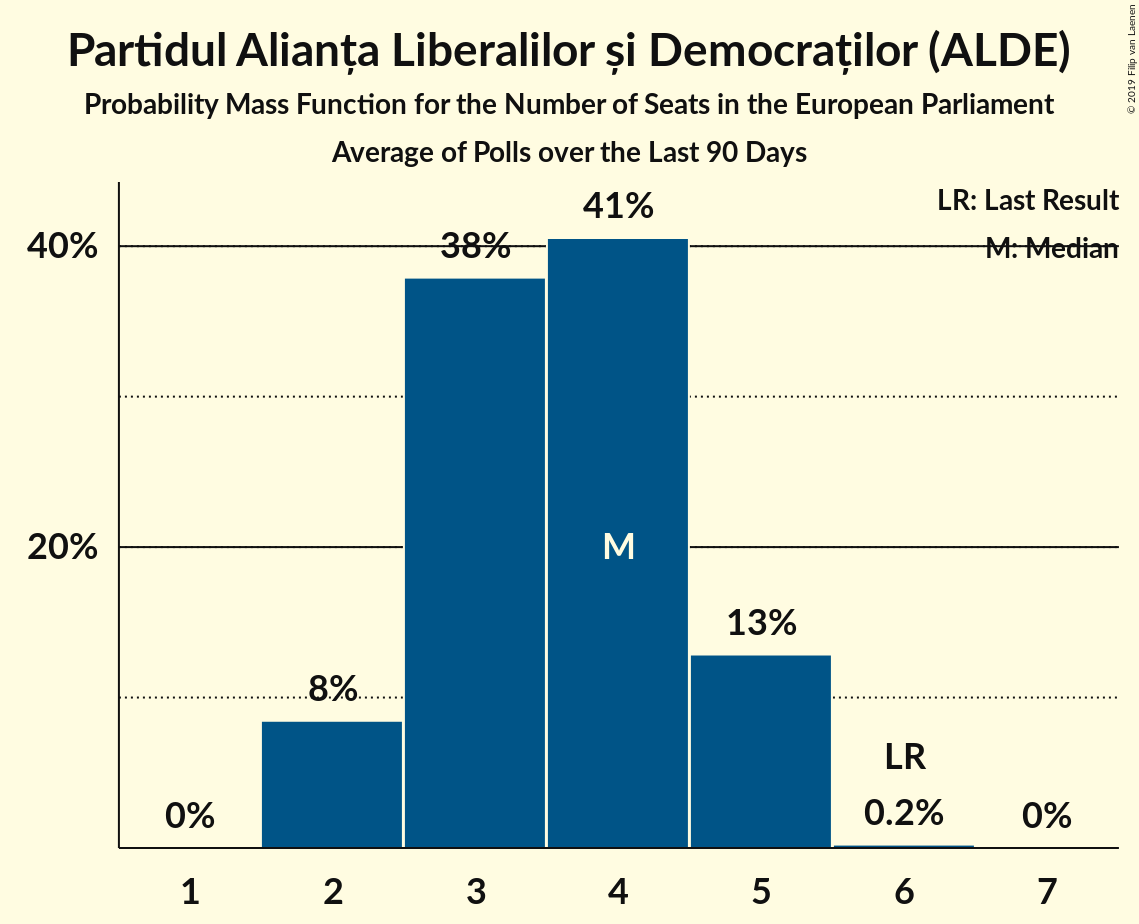 Partidul Alianța Liberalilor și Democraților (ALDE)
Probability Mass Function for the Number of Seats in the European Parliament
Average of Polls over the Last 90 Days
© 2019 Filip van Laenen
LR: Last Result
M: Median
40%
20%
0%
8%
38%
41%
M
13%
LR
0.2%
0%
1
2
3
4
5
6
7